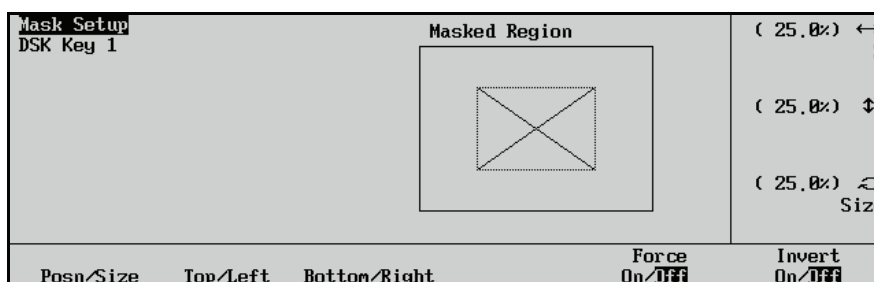 Mask Setup
DSK Key 1
Masked Region
( 25.0%) ←
( 25.0%) ↕
( 25.0%)
Siz
Force
Invert
Posn/Size Top/Left Bottom/Right On/Off On/Off